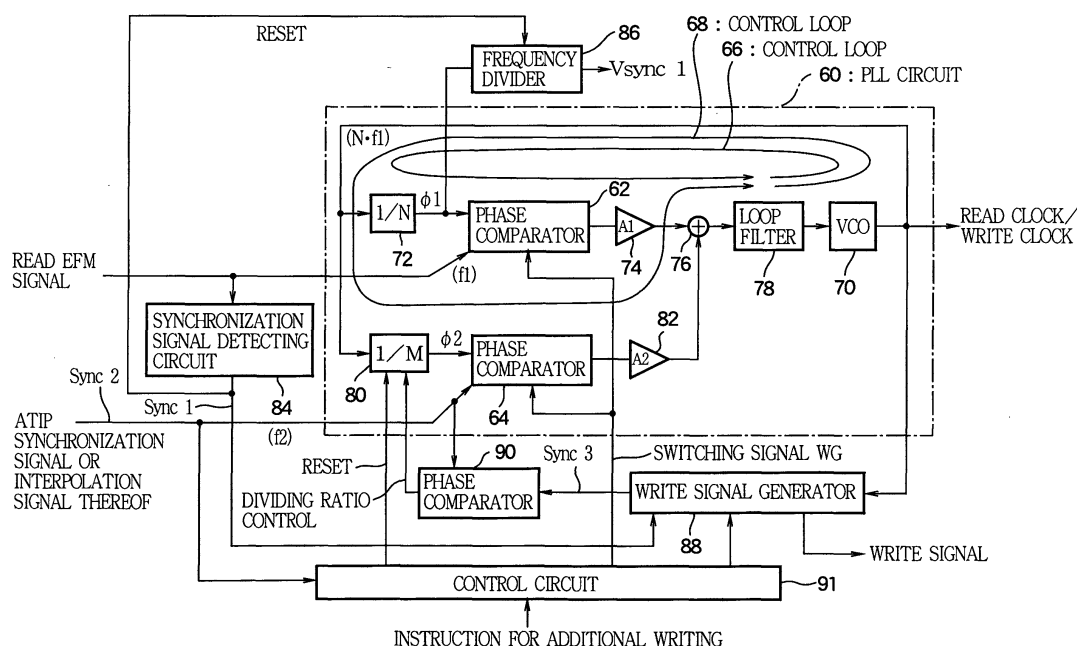 68 : CONTROL LOOP
RESET
86
66 : CONTROL LOOP
FREQUENCY
DIVIDER
Vsync 1
60 : PLL CIRCUIT
(N·f1)
62
1/N
ϕ1
PHASE
COMPARATOR
A1
+
LOOP
FILTER
VCO
READ CLOCK/
WRITE CLOCK
72
74
76
78
70
READ EFM
SIGNAL
(f1)
SYNCHRONIZATION
SIGNAL DETECTING
CIRCUIT
82
1/M
ϕ2
PHASE
COMPARATOR
A2
80
64
Sync 2
Sync 1
84
ATIP
SYNCHRONIZATION
SIGNAL OR
INTERPOLATION
SIGNAL THEREOF
(f2)
RESET
90
Sync 3
SWITCHING SIGNAL WG
DIVIDING RATIO
CONTROL
PHASE
COMPARATOR
WRITE SIGNAL GENERATOR
88
WRITE SIGNAL
CONTROL CIRCUIT
91
INSTRUCTION FOR ADDITIONAL WRITING